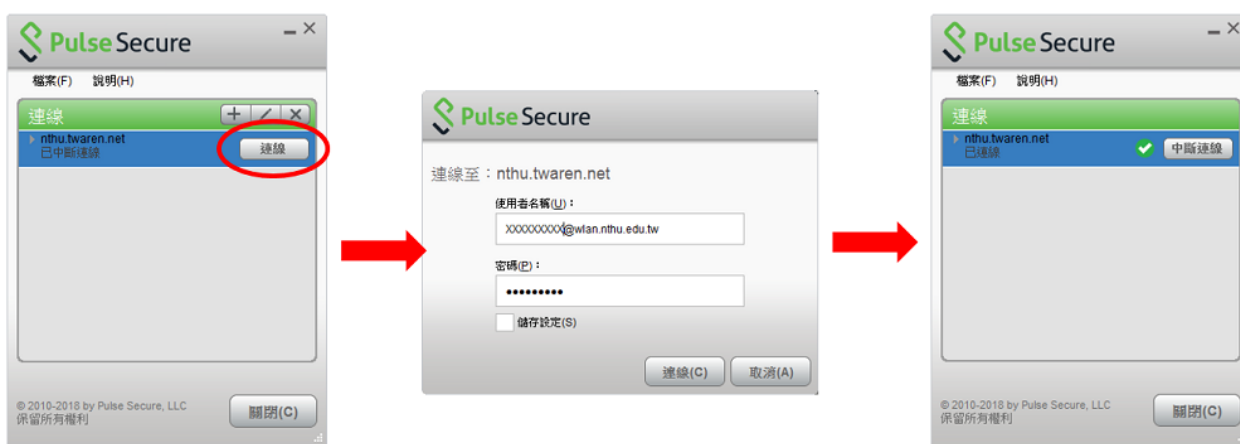 Pulse Secure
檔案(F) 說明(H)
連線
nthu.twaren.net
已中斷連線
連線
© 2010-2018 by Pulse Secure, LLC
保留所有權利
關閉(C)
Pulse Secure
連線至：nthu.twaren.net
使用者名稱(U)：
XXXXXXXXX@wlan.nthu.edu.tw
密碼(P)：
•••••••••
儲存設定(S)
連線(C) 取消(A)
Pulse Secure
檔案(F) 說明(H)
連線
nthu.twaren.net
已連線
中斷連線
© 2010-2018 by Pulse Secure, LLC
保留所有權利
關閉(C)